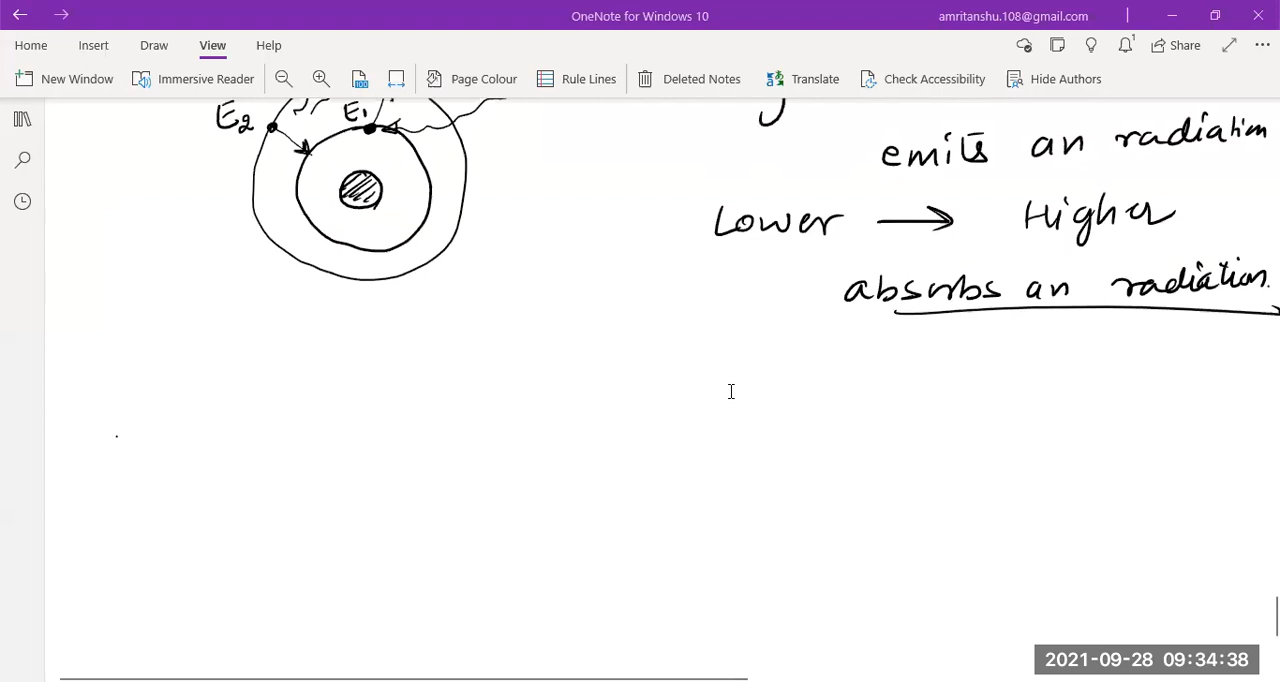 OneNote for Windows 10
amritanshu.108@gmail.com
Home Insert Draw View Help
1
Share
New Window Immersive Reader 100 Page Colour Rule Lines Deleted Notes Translate Check Accessibility Hide Authors
E2 E1
emits an radiation
Lower → Higher
absorbs an radiation.
2021-09-28 09:34:38